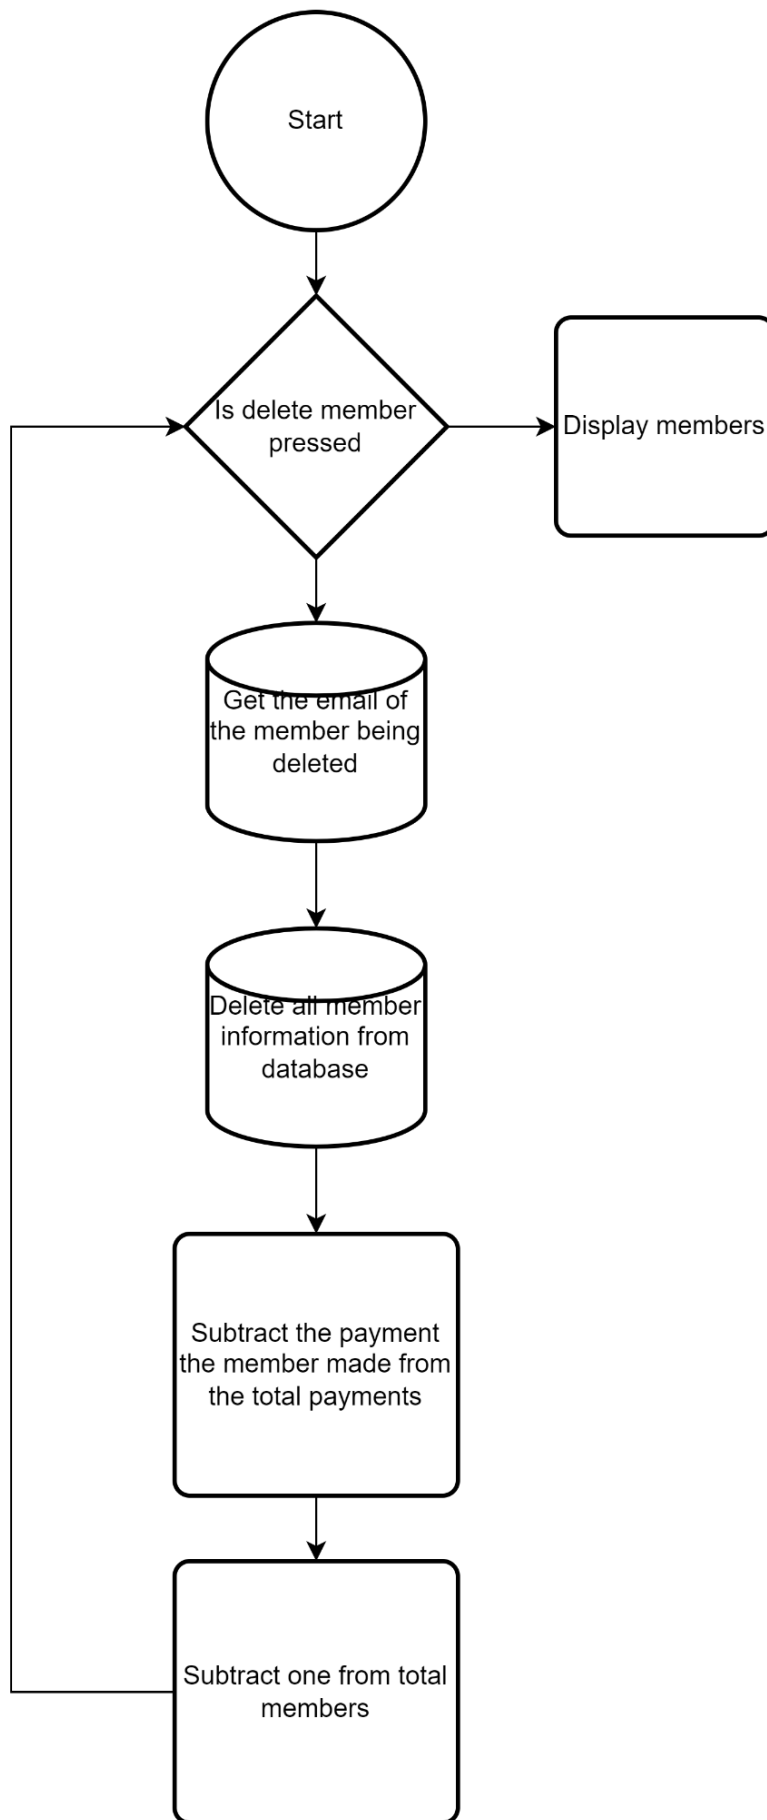 Start
Is delete member
pressed
Display members
Get the email of
the member being
deleted
Delete all member
information from
database
Subtract the payment
the member made from
the total payments
Subtract one from total
members